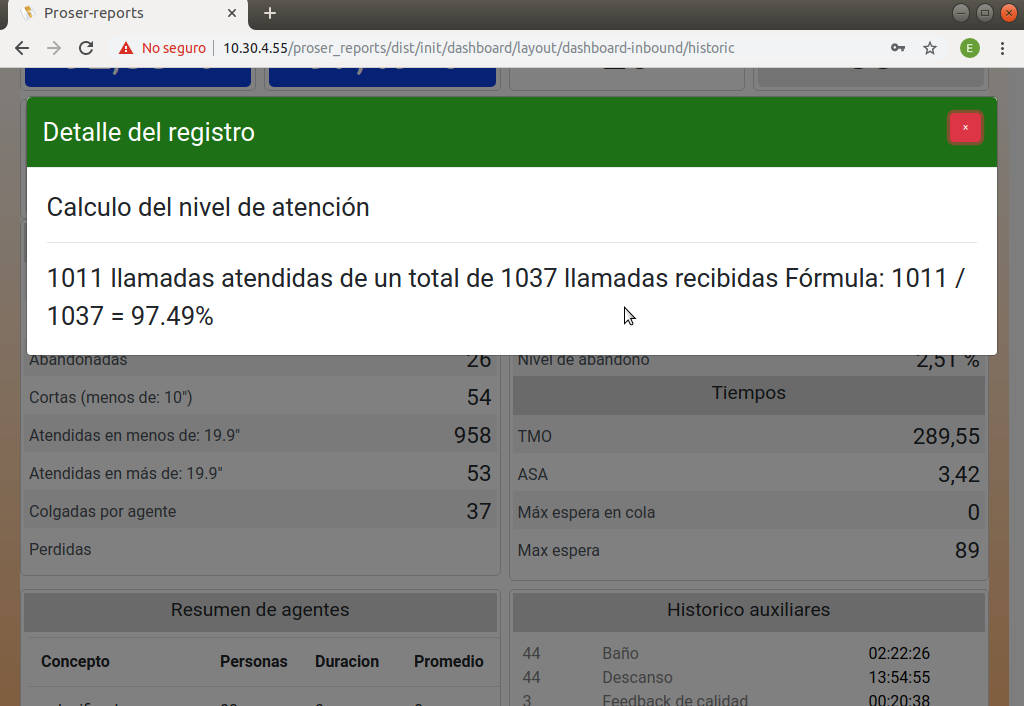 Proser-reports
No seguro
10.30.4.55/proser_reports/dist/init/dashboard/layout/dashboard-inbound/historic
E
Detalle del registro
×
Calculo del nivel de atención
1011 llamadas atendidas de un total de 1037 llamadas recibidas Fórmula: 1011 /
1037 = 97.49%
Abandonadas 26
Cortas (menos de: 10") 54
Atendidas en menos de: 19.9" 958
Atendidas en más de: 19.9" 53
Colgadas por agente 37
Perdidas
Nivel de abandono 2,51 %
Tiempos
TMO 289,55
ASA 3,42
Máx espera en cola 0
Max espera 89
Resumen de agentes
Concepto Personas Duracion Promedio
Historico auxiliares
44 Baño 02:22:26
44 Descanso 13:54:55
3 Feedback de calidad 00:20:38